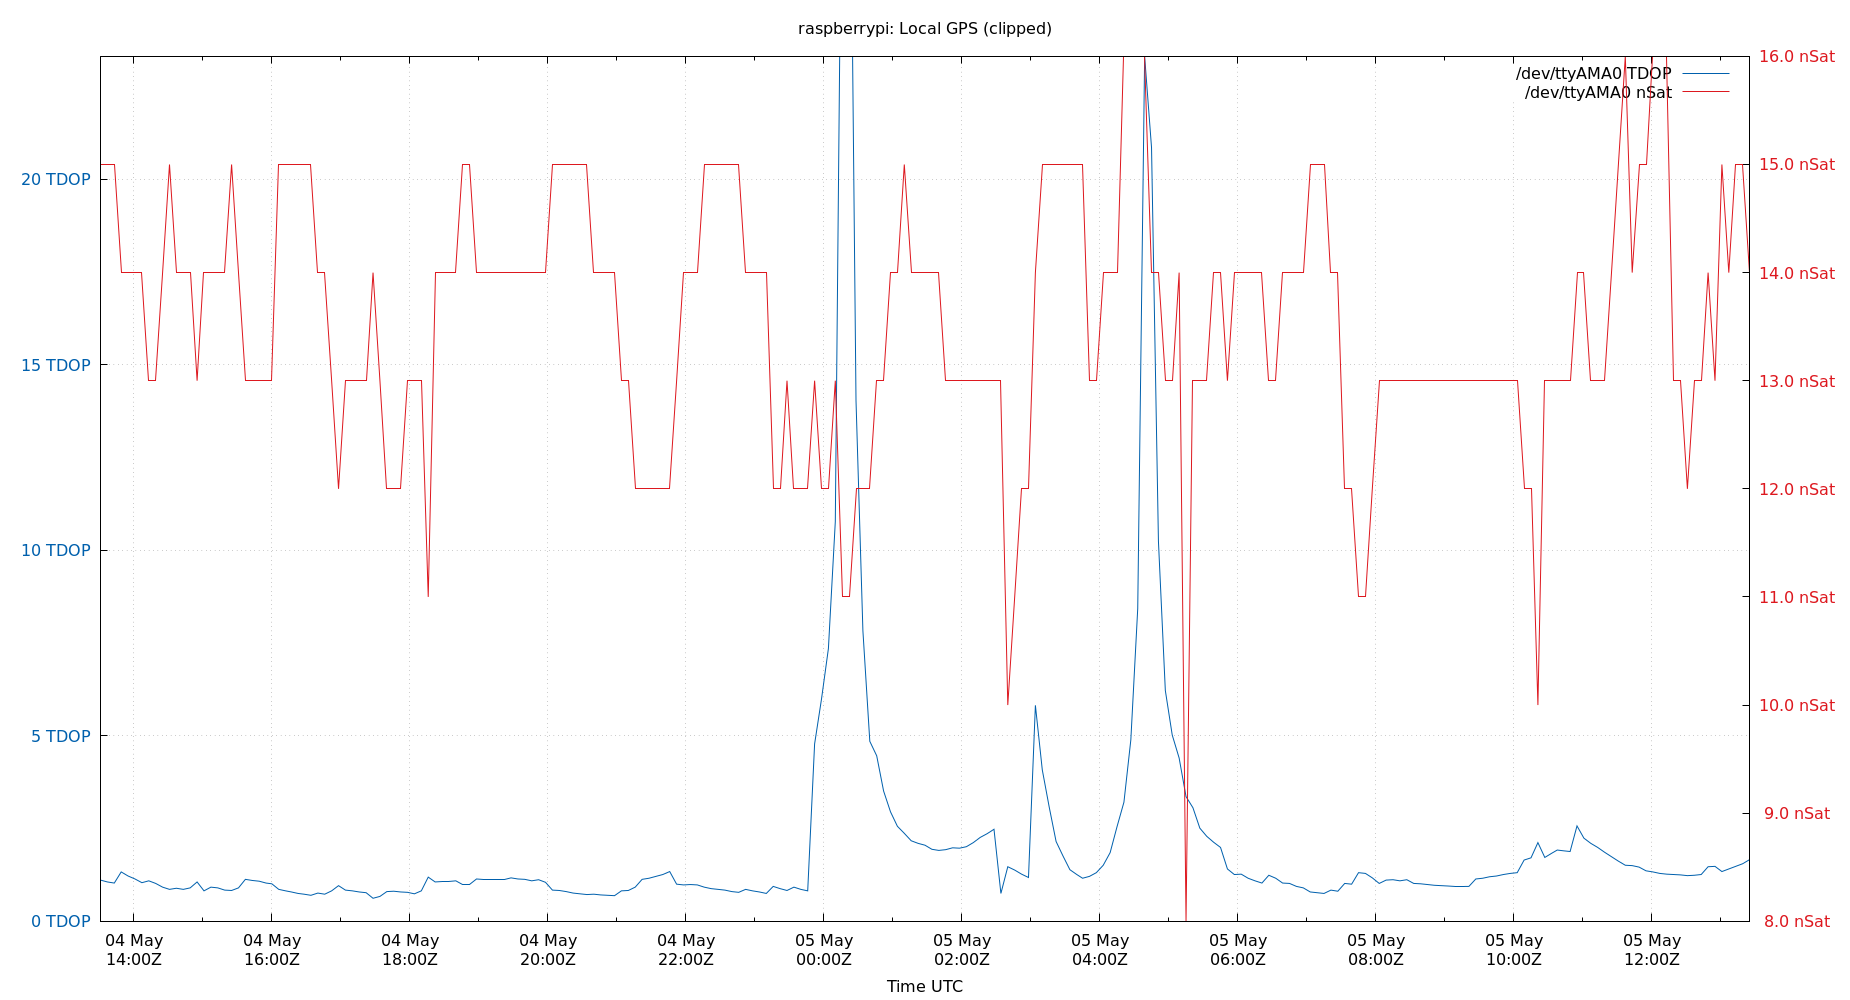 raspberrypi: Local GPS (clipped)
/dev/ttyAMA0 TDOP
/dev/ttyAMA0 nSat
20 TDOP
15 TDOP
10 TDOP
5 TDOP
0 TDOP
16.0 nSat
15.0 nSat
14.0 nSat
13.0 nSat
12.0 nSat
11.0 nSat
10.0 nSat
9.0 nSat
8.0 nSat
04 May 04 May 04 May 04 May 04 May 05 May 05 May 05 May 05 May 05 May 05 May 05 May
14:00Z 16:00Z 18:00Z 20:00Z 22:00Z 00:00Z 02:00Z 04:00Z 06:00Z 08:00Z 10:00Z 12:00Z
Time UTC